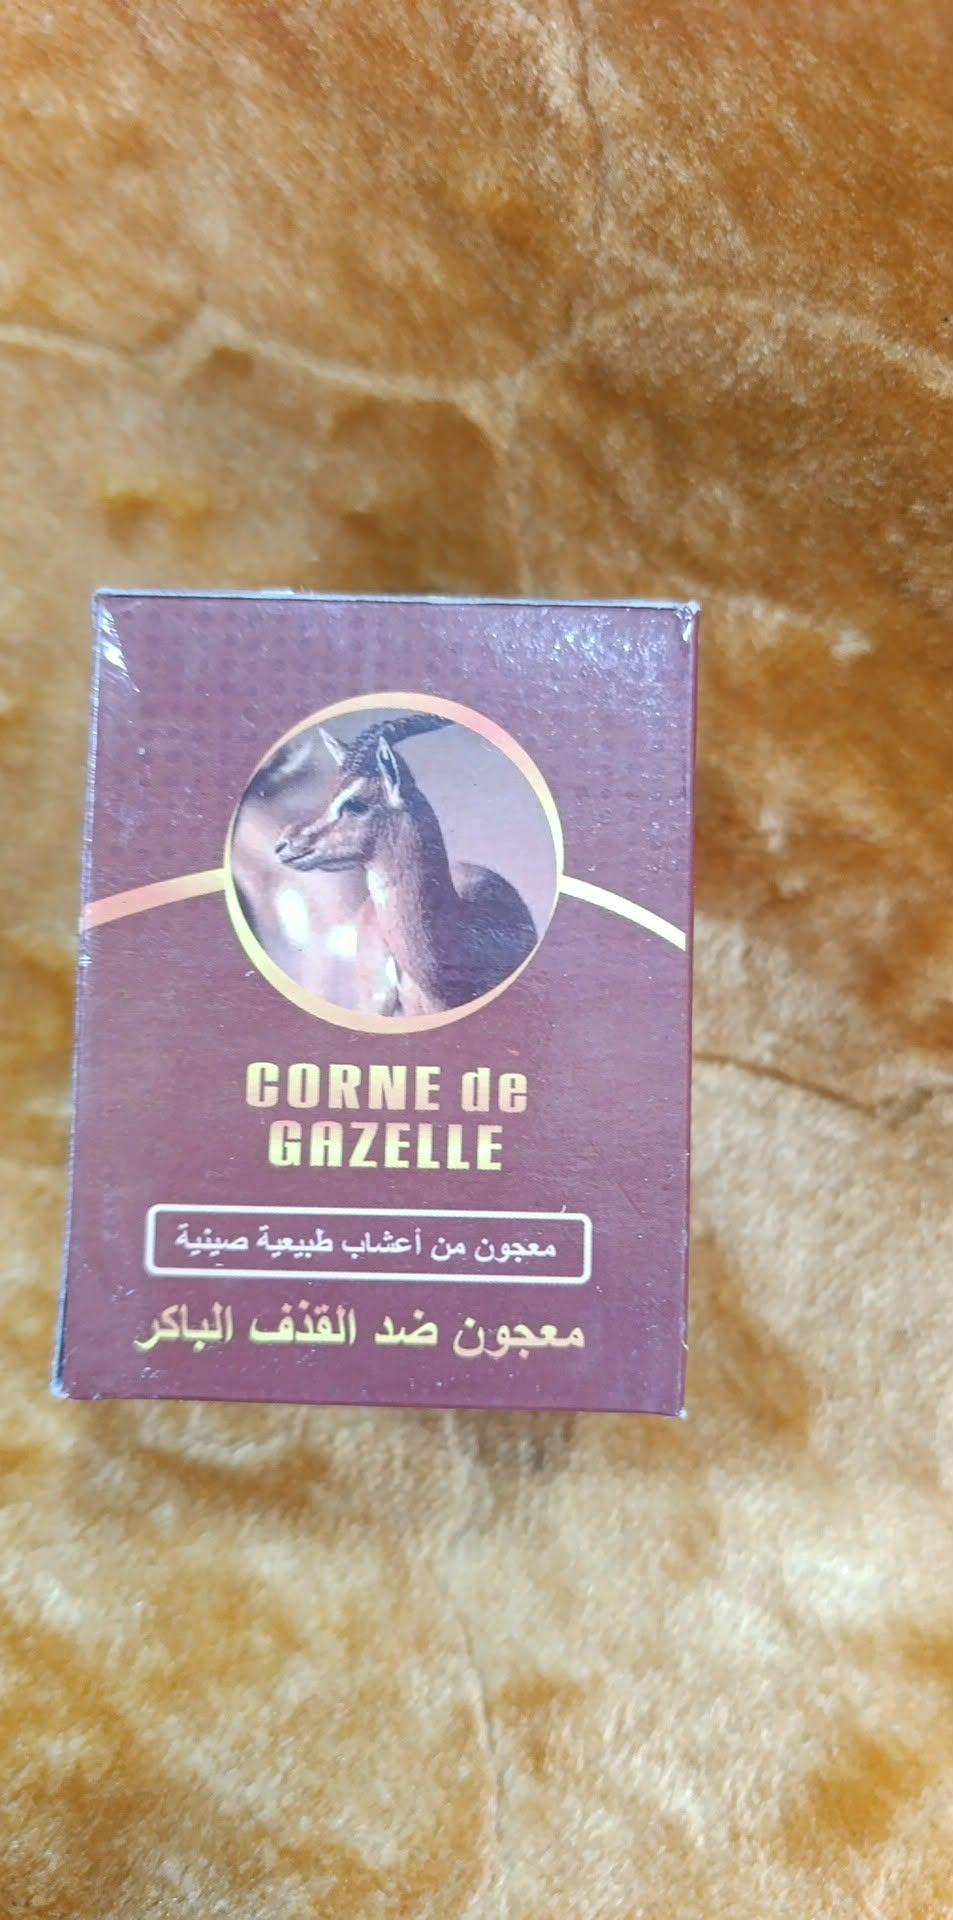 CORNE de
GAZELLE
معجون من أعشاب طبيعية صينية
معجون ضد القذف الباكر